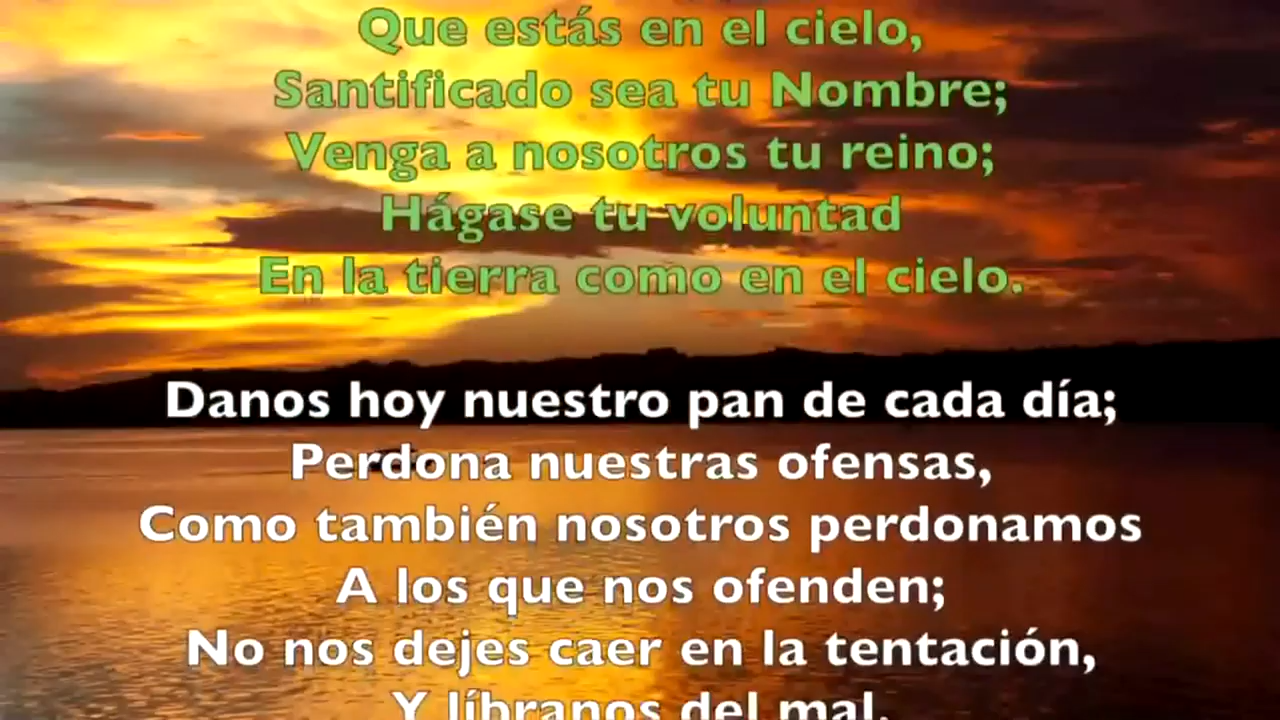 Que estás en el cielo,
Santificado sea tu Nombre;
Venga a nosotros tu reino;
Hágase tu voluntad
En la tierra como en el cielo.
Danos hoy nuestro pan de cada día;
Perdona nuestras ofensas,
Como también nosotros perdonamos
A los que nos ofenden;
No nos dejes caer en la tentación,
Y líbranos del mal.